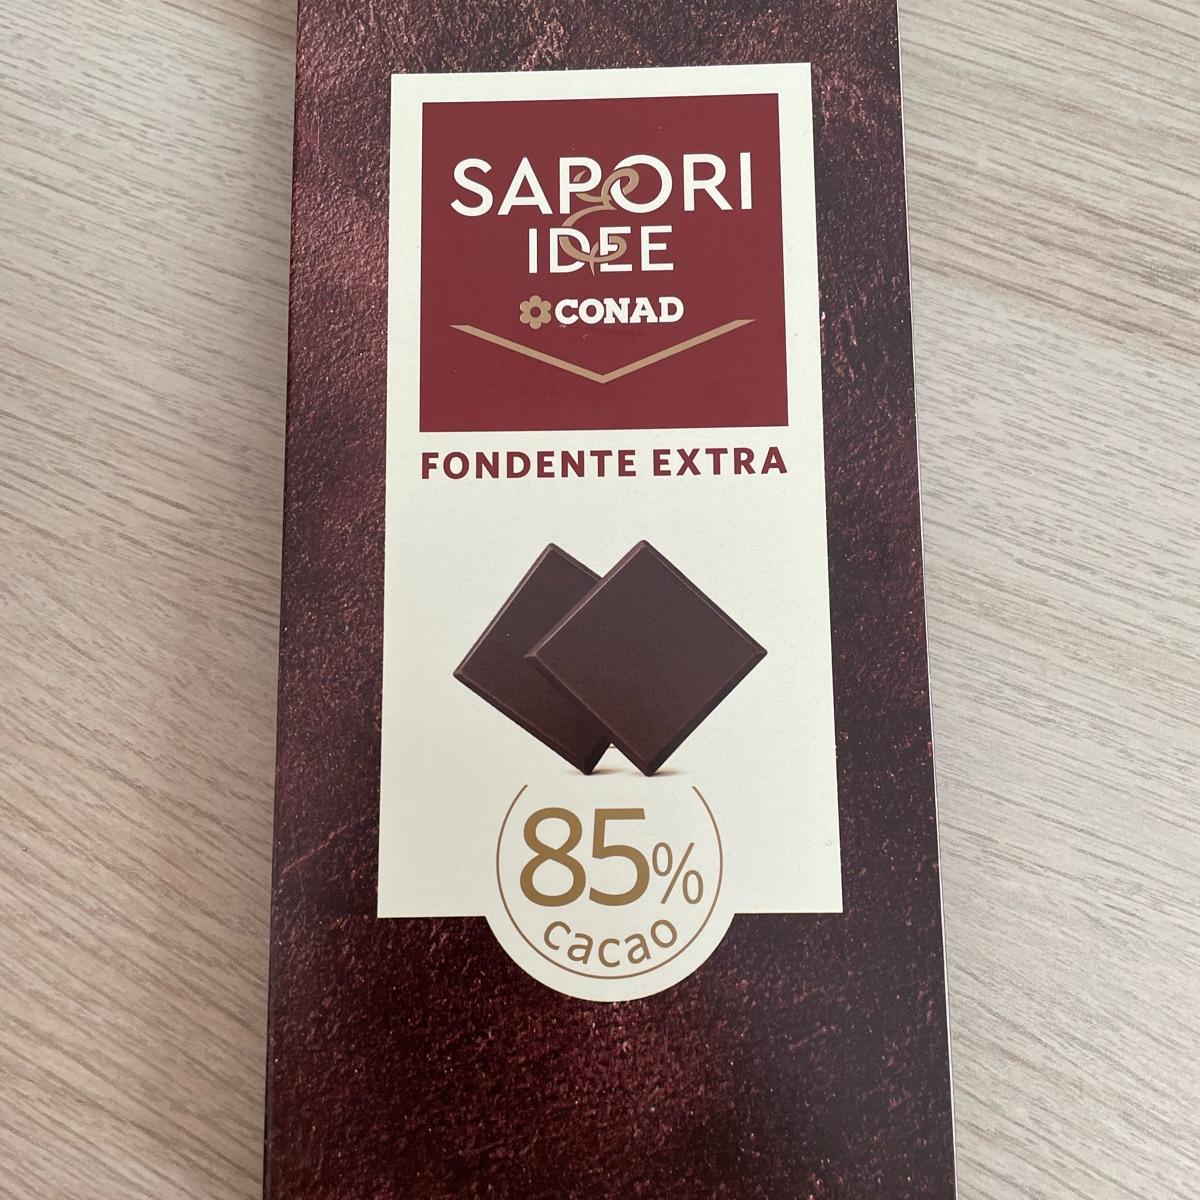 SAPORI
&
IDEE
CONAD
FONDENTE EXTRA
85%
cacao